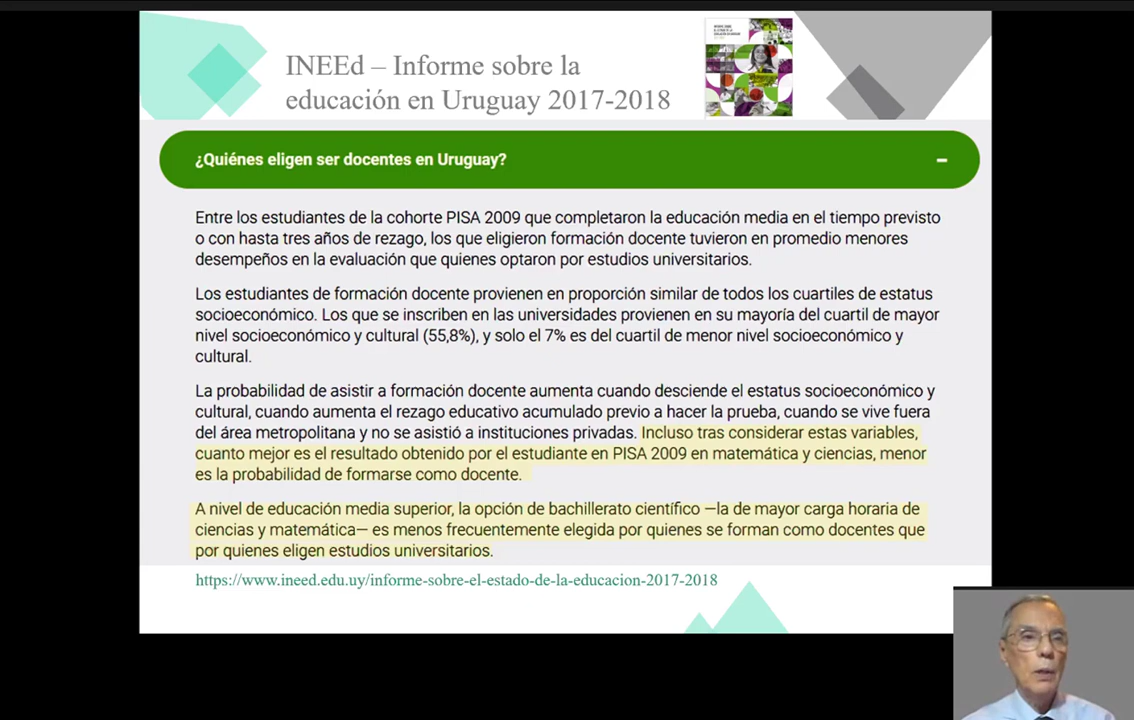 INEEd – Informe sobre la
educación en Uruguay 2017-2018
¿Quiénes eligen ser docentes en Uruguay?
Entre los estudiantes de la cohorte PISA 2009 que completaron la educación media en el tiempo previsto
o con hasta tres años de rezago, los que eligieron formación docente tuvieron en promedio menores
desempeños en la evaluación que quienes optaron por estudios universitarios.
Los estudiantes de formación docente provienen en proporción similar de todos los cuartiles de estatus
socioeconómico. Los que se inscriben en las universidades provienen en su mayoría del cuartil de mayor
nivel socioeconómico y cultural (55,8%), y solo el 7% es del cuartil de menor nivel socioeconómico y
cultural.
La probabilidad de asistir a formación docente aumenta cuando desciende el estatus socioeconómico y
cultural, cuando aumenta el rezago educativo acumulado previo a hacer la prueba, cuando se vive fuera
del área metropolitana y no se asistió a instituciones privadas. Incluso tras considerar estas variables,
cuanto mejor es el resultado obtenido por el estudiante en PISA 2009 en matemática y ciencias, menor
es la probabilidad de formarse como docente.
A nivel de educación media superior, la opción de bachillerato científico —la de mayor carga horaria de
ciencias y matemática— es menos frecuentemente elegida por quienes se forman como docentes que
por quienes eligen estudios universitarios.
https://www.ineed.edu.uy/informe-sobre-el-estado-de-la-educacion-2017-2018